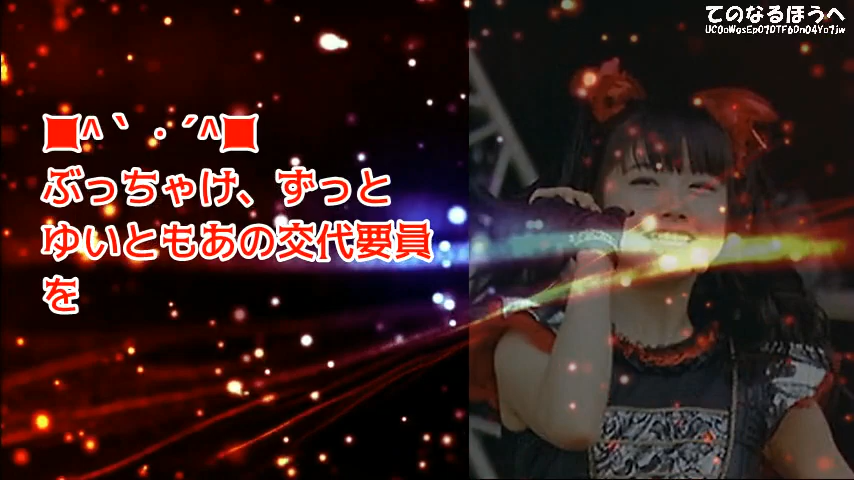 てのなるほうへ
■^｀・´^■
ぶっちゃけ、ずっと
ゆいともあの交代要員
を